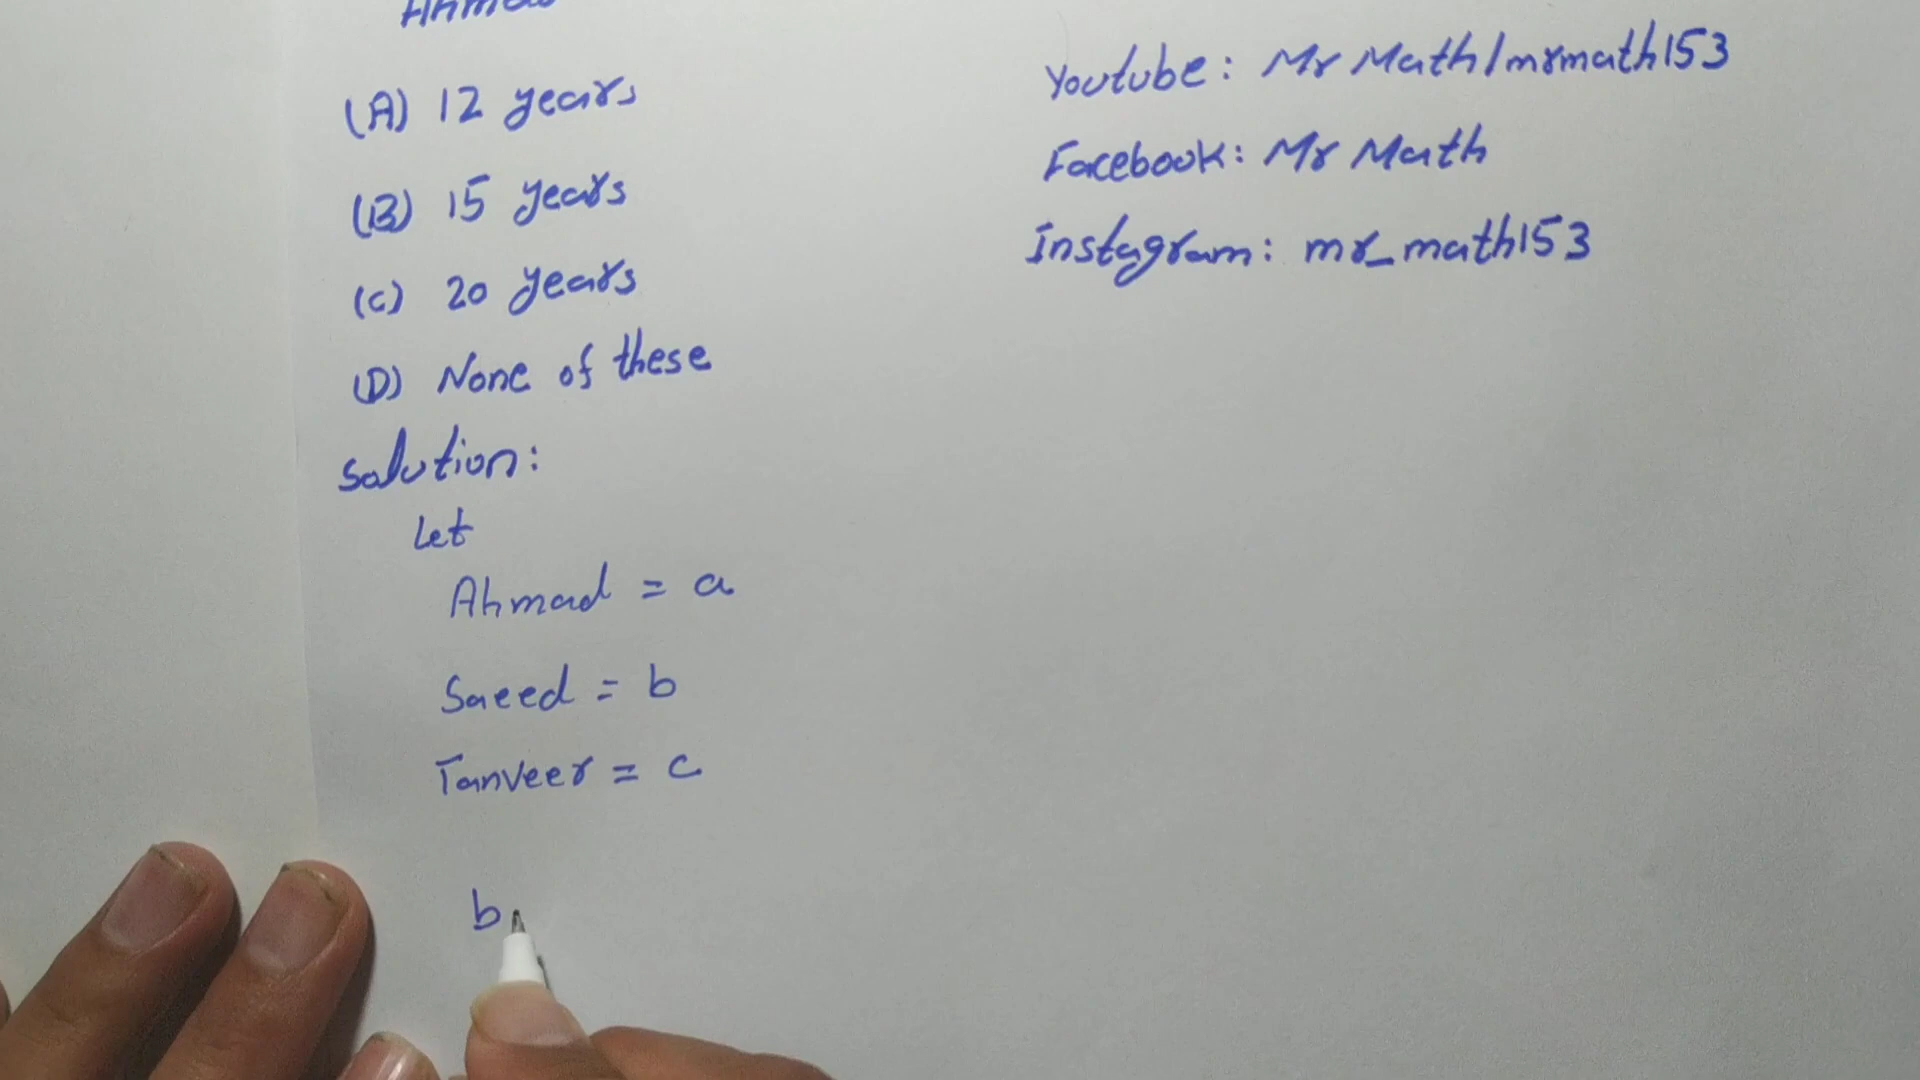 Ahmad
(A) 12 years
(B) 15 years
(C) 20 years
(D) None of these
Solution:
Let
Ahmad = a
Saeed = b
Tanveer = c
b
Youtube: Mr Math/mrmath153
Facebook: Mr Math
Instagram: mr_math153